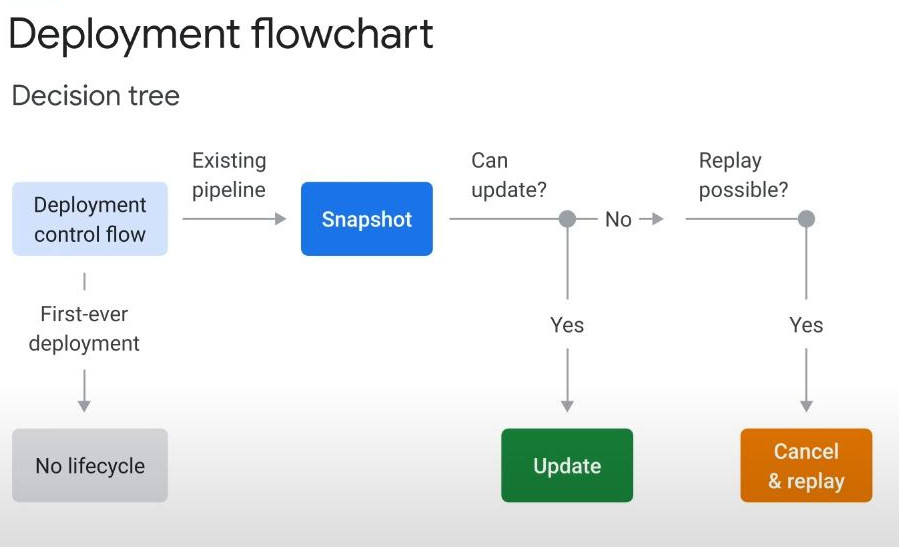 Deployment flowchart
Decision tree
Existing
pipeline
Can
update?
Replay
possible?
Deployment
control flow
Snapshot
No
First-ever
deployment
Yes
Yes
No lifecycle
Update
Cancel
& replay